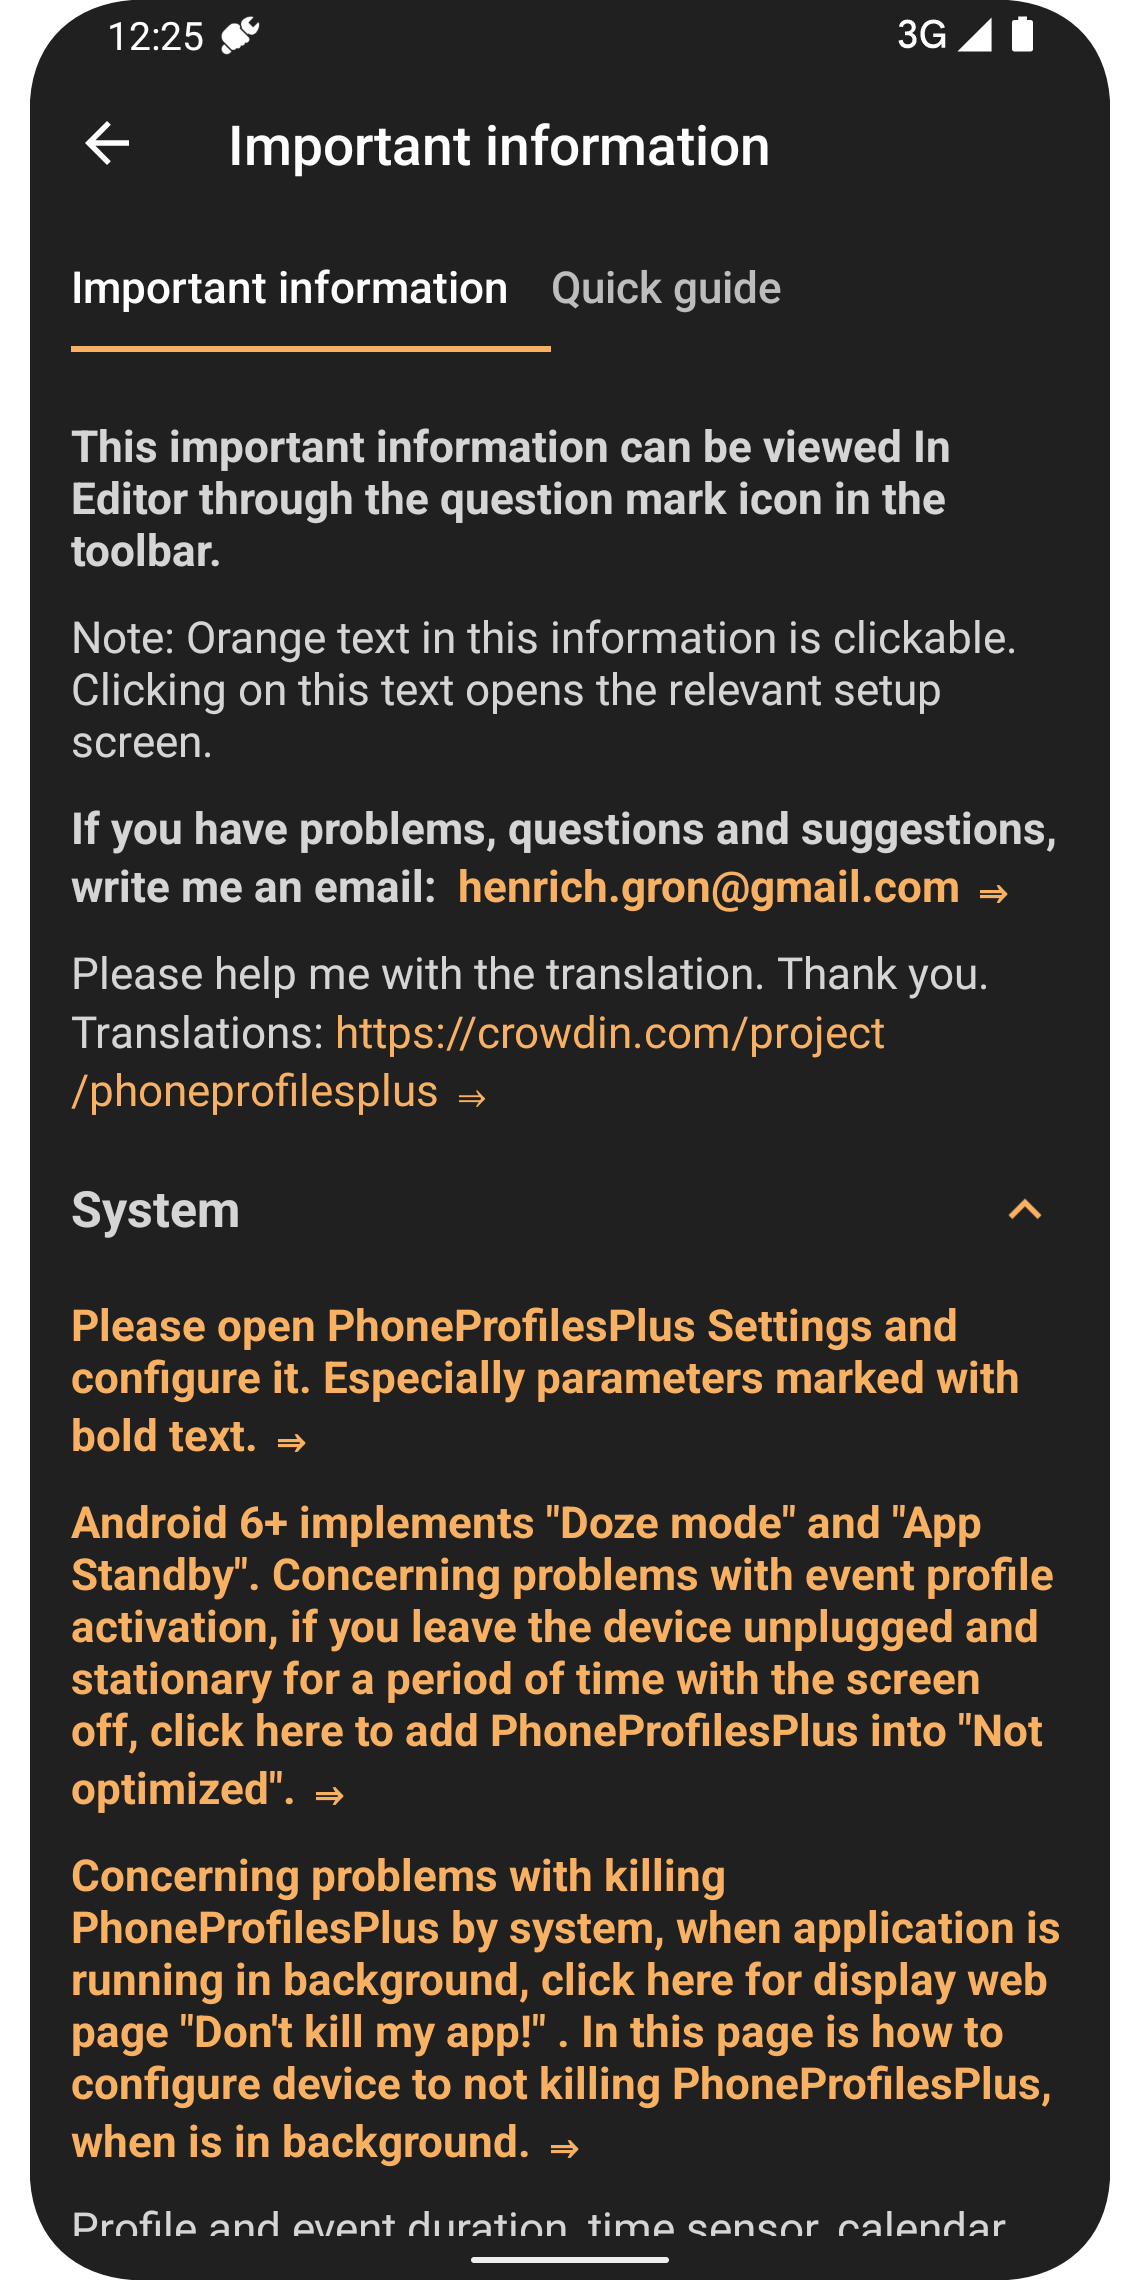 12:25 3G
Important information
Important information Quick guide
This important information can be viewed In
Editor through the question mark icon in the
toolbar.
Note: Orange text in this information is clickable.
Clicking on this text opens the relevant setup
screen.
If you have problems, questions and suggestions,
write me an email: henrich.gron@gmail.com ⇒
Please help me with the translation. Thank you.
Translations: https://crowdin.com/project
/phoneprofilesplus ⇒
System
Please open PhoneProfilesPlus Settings and
configure it. Especially parameters marked with
bold text. ⇒
Android 6+ implements "Doze mode" and "App
Standby". Concerning problems with event profile
activation, if you leave the device unplugged and
stationary for a period of time with the screen
off, click here to add PhoneProfilesPlus into "Not
optimized". ⇒
Concerning problems with killing
PhoneProfilesPlus by system, when application is
running in background, click here for display web
page "Don't kill my app!" . In this page is how to
configure device to not killing PhoneProfilesPlus,
when is in background. ⇒
Profile and event duration, time sensor, calendar